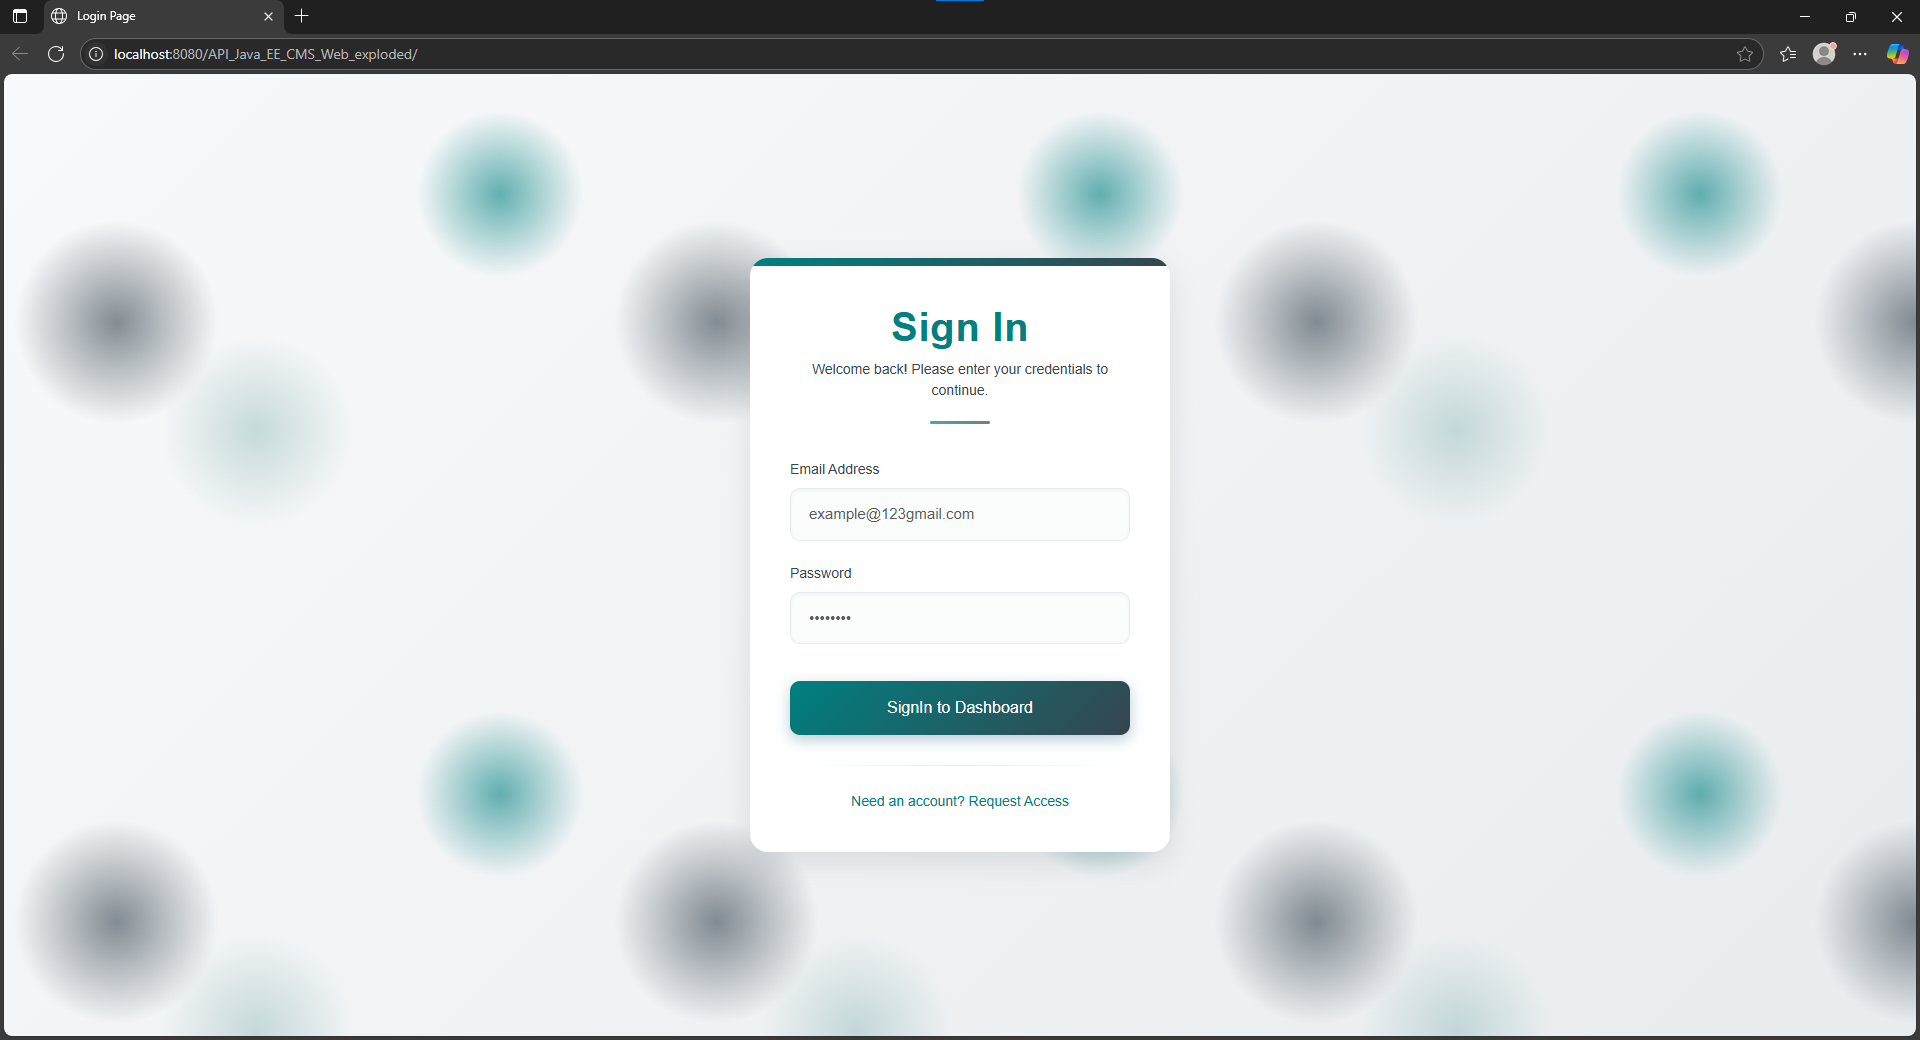 Login Page
localhost:8080/API_Java_EE_CMS_Web_exploded/
Sign In
Welcome back! Please enter your credentials to
continue.
Email Address
example@123gmail.com
Password
••••••••
SignIn to Dashboard
Need an account? Request Access